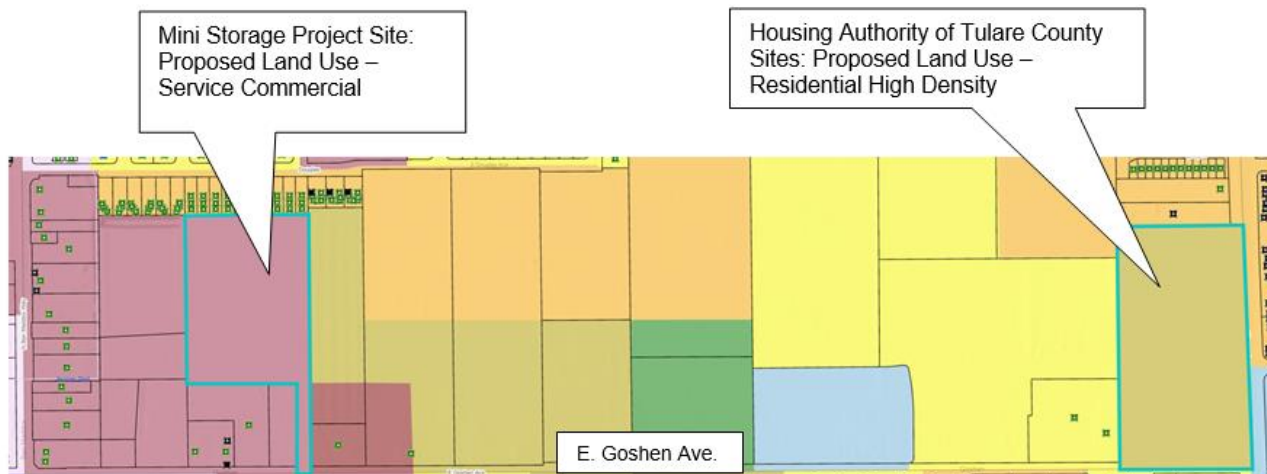 Mini Storage Project Site:
Proposed Land Use –
Service Commercial
Housing Authority of Tulare County
Sites: Proposed Land Use –
Residential High Density
E. Goshen Ave.